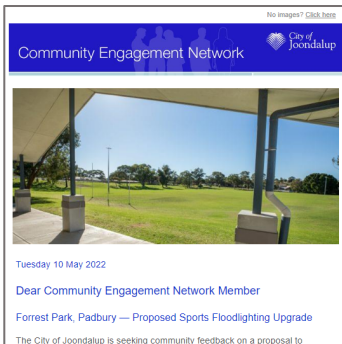 No images? Click here
Community Engagement Network
City of
Joondalup
Tuesday 10 May 2022
Dear Community Engagement Network Member
Forrest Park, Padbury — Proposed Sports Floodlighting Upgrade
The City of Joondalup is seeking community feedback on a proposal to